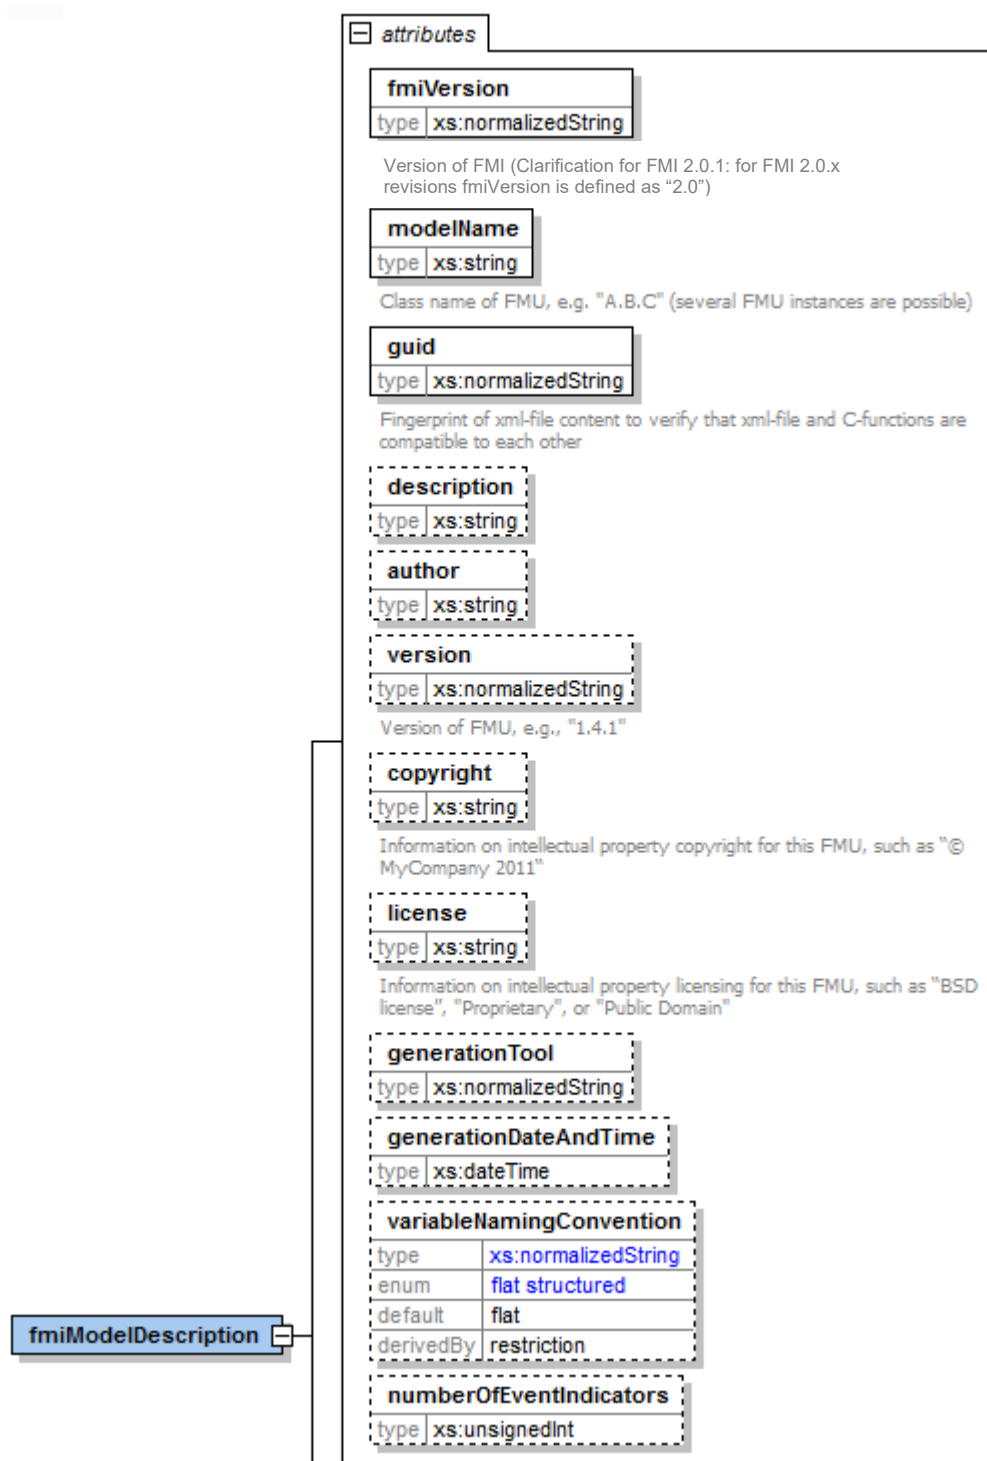 attributes
fmiVersion
type xs:normalizedString
Version of FMI (Clarification for FMI 2.0.1: for FMI 2.0.x
revisions fmiVersion is defined as “2.0”)
modelName
type xs:string
Class name of FMU, e.g. "A.B.C" (several FMU instances are possible)
guid
type xs:normalizedString
Fingerprint of xml-file content to verify that xml-file and C-functions are
compatible to each other
description
type xs:string
author
type xs:string
version
type xs:normalizedString
Version of FMU, e.g., "1.4.1"
copyright
type xs:string
Information on intellectual property copyright for this FMU, such as “©
MyCompany 2011“
license
type xs:string
Information on intellectual property licensing for this FMU, such as “BSD
license”, "Proprietary", or "Public Domain"
generationTool
type xs:normalizedString
generationDateAndTime
type xs:dateTime
variableNamingConvention
type xs:normalizedString
enum flat structured
default flat
derivedBy restriction
fmiModelDescription
numberOfEventIndicators
type xs:unsignedInt